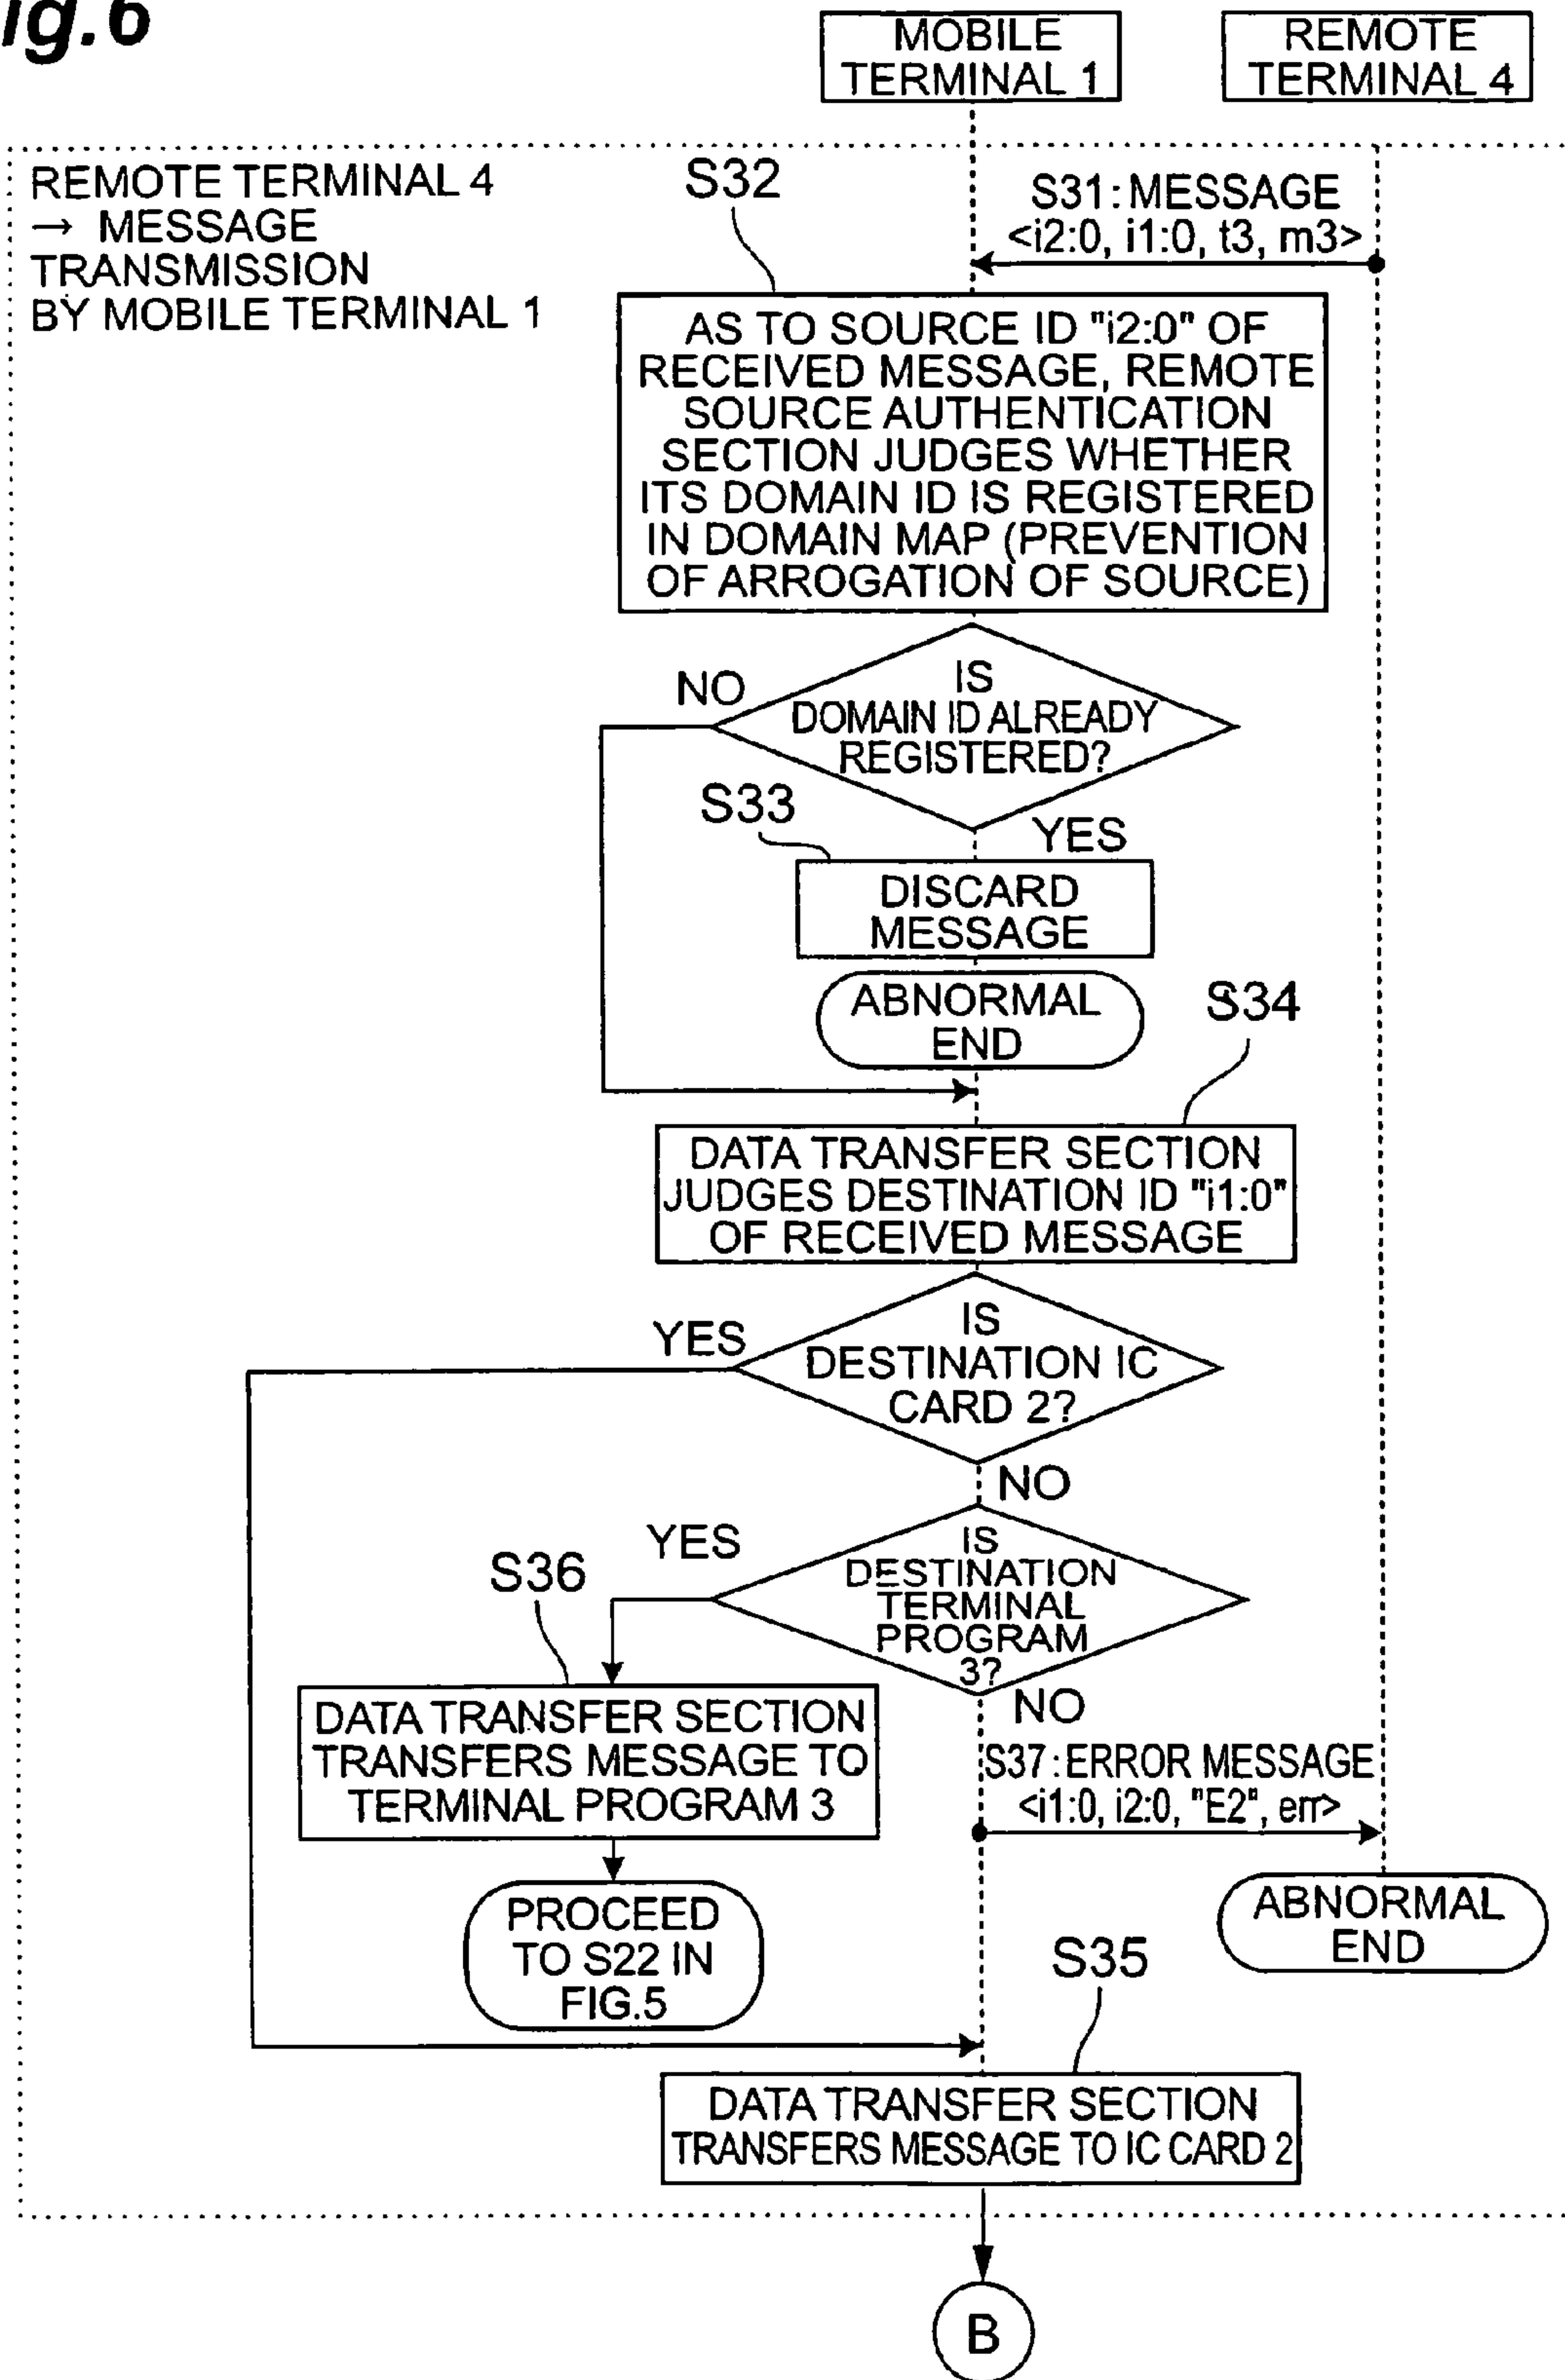 ig.6
MOBILE
TERMINAL 1
REMOTE
TERMINAL 4
REMOTE TERMINAL 4
→ MESSAGE
TRANSMISSION
BY MOBILE TERMINAL 1
S31:MESSAGE
<i2:0, i1:0, t3, m3>
S32
AS TO SOURCE ID "i2:0" OF
RECEIVED MESSAGE, REMOTE
SOURCE AUTHENTICATION
SECTION JUDGES WHETHER
ITS DOMAIN ID IS REGISTERED
IN DOMAIN MAP (PREVENTION
OF ARROGATION OF SOURCE)
NO
IS
DOMAIN ID ALREADY
REGISTERED?
YES
S33
DISCARD
MESSAGE
ABNORMAL
END
S34
DATA TRANSFER SECTION
JUDGES DESTINATION ID "i1:0"
OF RECEIVED MESSAGE
YES
IS
DESTINATION IC
CARD 2?
NO
YES
IS
DESTINATION
TERMINAL
PROGRAM
3?
NO
S36
DATA TRANSFER SECTION
TRANSFERS MESSAGE TO
TERMINAL PROGRAM 3
S37:ERROR MESSAGE
<i1:0, i2:0, "E2", err>
PROCEED
TO S22 IN
FIG.5
ABNORMAL
END
S35
DATA TRANSFER SECTION
TRANSFERS MESSAGE TO IC CARD 2
B